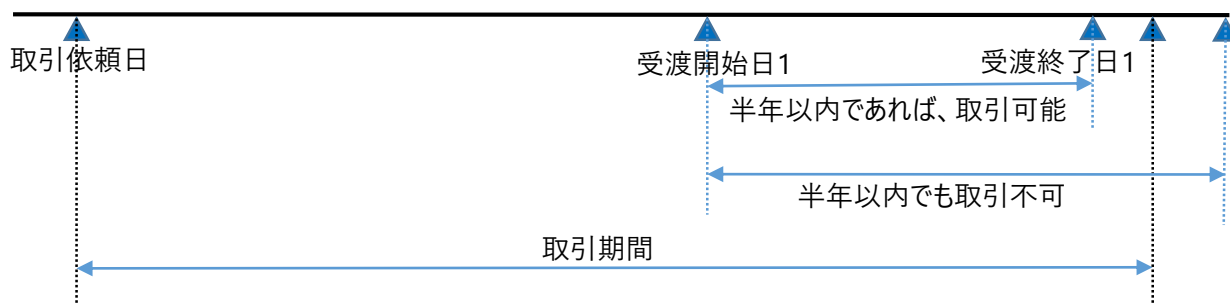 取引依頼日
受渡開始日1
受渡終了日1
半年以内であれば、取引可能
半年以内でも取引不可
取引期間